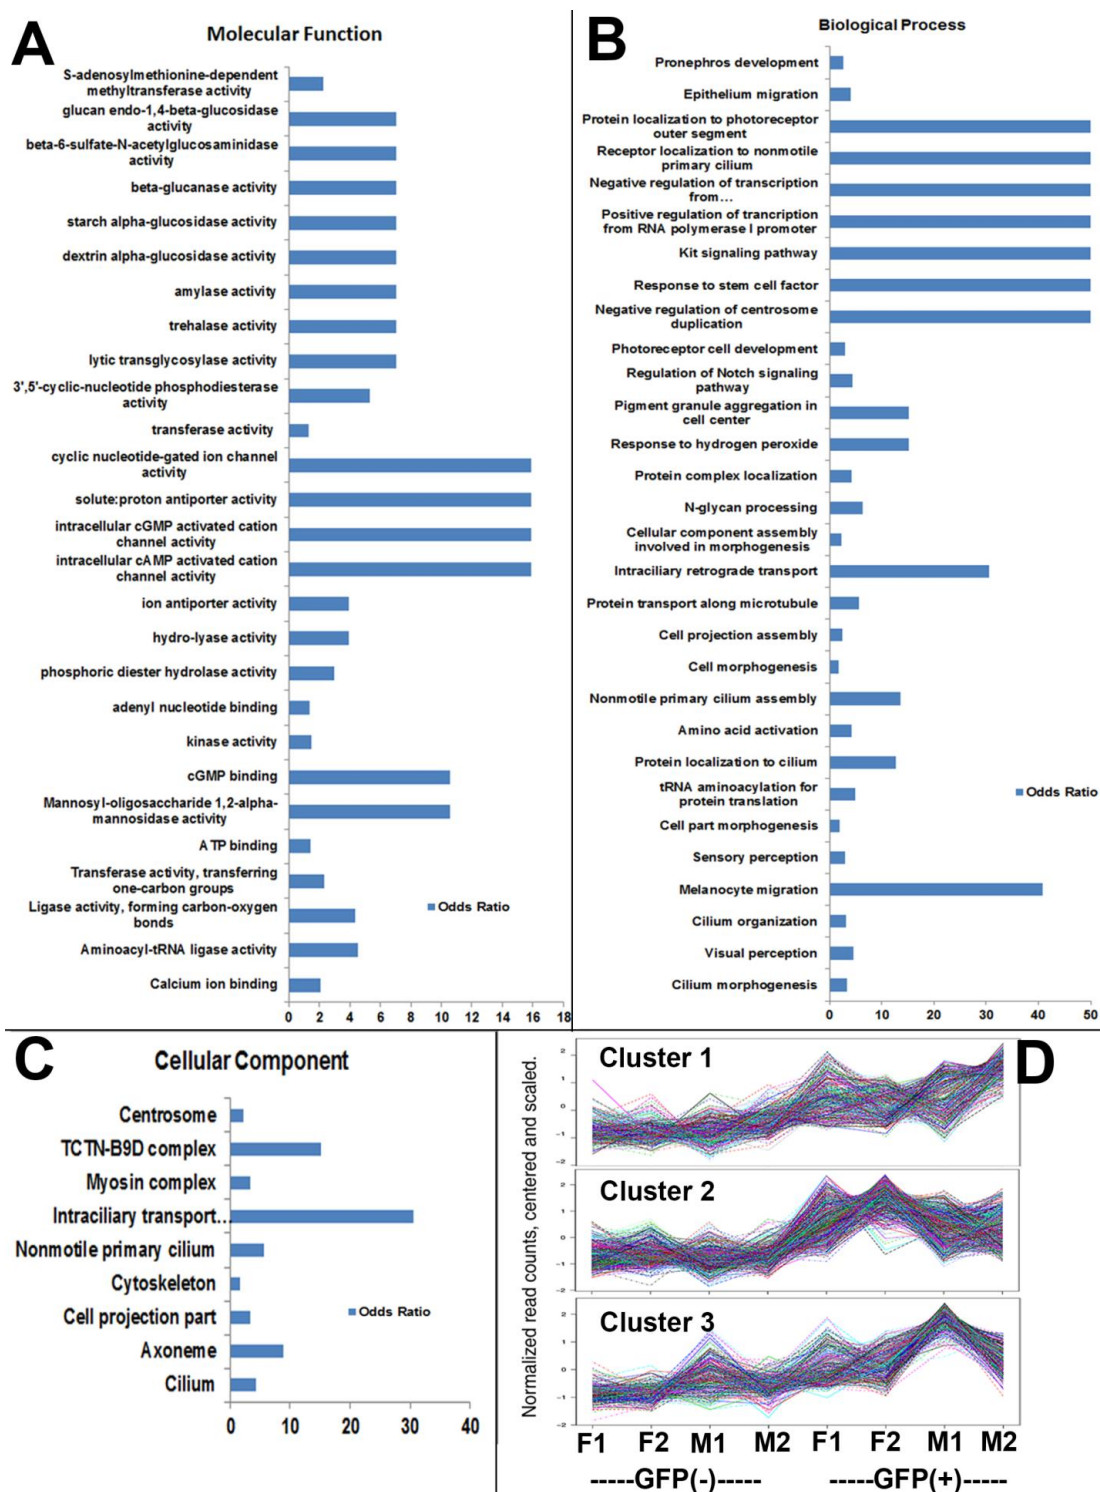 A
Molecular Function
S-adenosylmethionine-dependent
methyltransferase activity
glucan endo-1,4-beta-glucosidase
activity
beta-6-sulfate-N-acetylglucosaminidase
activity
beta-glucanase activity
starch alpha-glucosidase activity
dextrin alpha-glucosidase activity
amylase activity
trehalase activity
lytic transglycosylase activity
3',5'-cyclic-nucleotide phosphodiesterase
activity
transferase activity
cyclic nucleotide-gated ion channel
activity
solute:proton antiporter activity
intracellular cGMP activated cation
channel activity
intracellular cAMP activated cation
channel activity
ion antiporter activity
hydro-lyase activity
phosphoric diester hydrolase activity
adenyl nucleotide binding
kinase activity
cGMP binding
Mannosyl-oligosaccharide 1,2-alpha-
mannosidase activity
ATP binding
Transferase activity, transferring
one-carbon groups
Ligase activity, forming carbon-oxygen
bonds
Aminoacyl-tRNA ligase activity
Calcium ion binding
Odds Ratio
0 2 4 6 8 10 12 14 16 18
B
Biological Process
Pronephros development
Epithelium migration
Protein localization to photoreceptor
outer segment
Receptor localization to nonmotile
primary cilium
Negative regulation of transcription
from...
Positive regulation of trancription
from RNA polymerase I promoter
Kit signaling pathway
Response to stem cell factor
Negative regulation of centrosome
duplication
Photoreceptor cell development
Regulation of Notch signaling
pathway
Pigment granule aggregation in
cell center
Response to hydrogen peroxide
Protein complex localization
N-glycan processing
Cellular component assembly
involved in morphogenesis
Intraciliary retrograde transport
Protein transport along microtubule
Cell projection assembly
Cell morphogenesis
Nonmotile primary cilium assembly
Amino acid activation
Protein localization to cilium
tRNA aminoacylation for
protein translation
Cell part morphogenesis
Sensory perception
Melanocyte migration
Cilium organization
Visual perception
Cilium morphogenesis
Odds Ratio
0 10 20 30 40 50
C
Cellular Component
Centrosome
TCTN-B9D complex
Myosin complex
Intraciliary transport...
Nonmotile primary cilium
Cytoskeleton
Cell projection part
Axoneme
Cilium
Odds Ratio
0 10 20 30 40
D
Normalized read counts, centered and scaled.
Cluster 1
2
1
0
-1
-2
Cluster 2
2
1
0
-1
-2
Cluster 3
2
1
0
-1
-2
F1 F2 M1 M2 F1 F2 M1 M2
-----GFP(-)----- -----GFP(+)-----